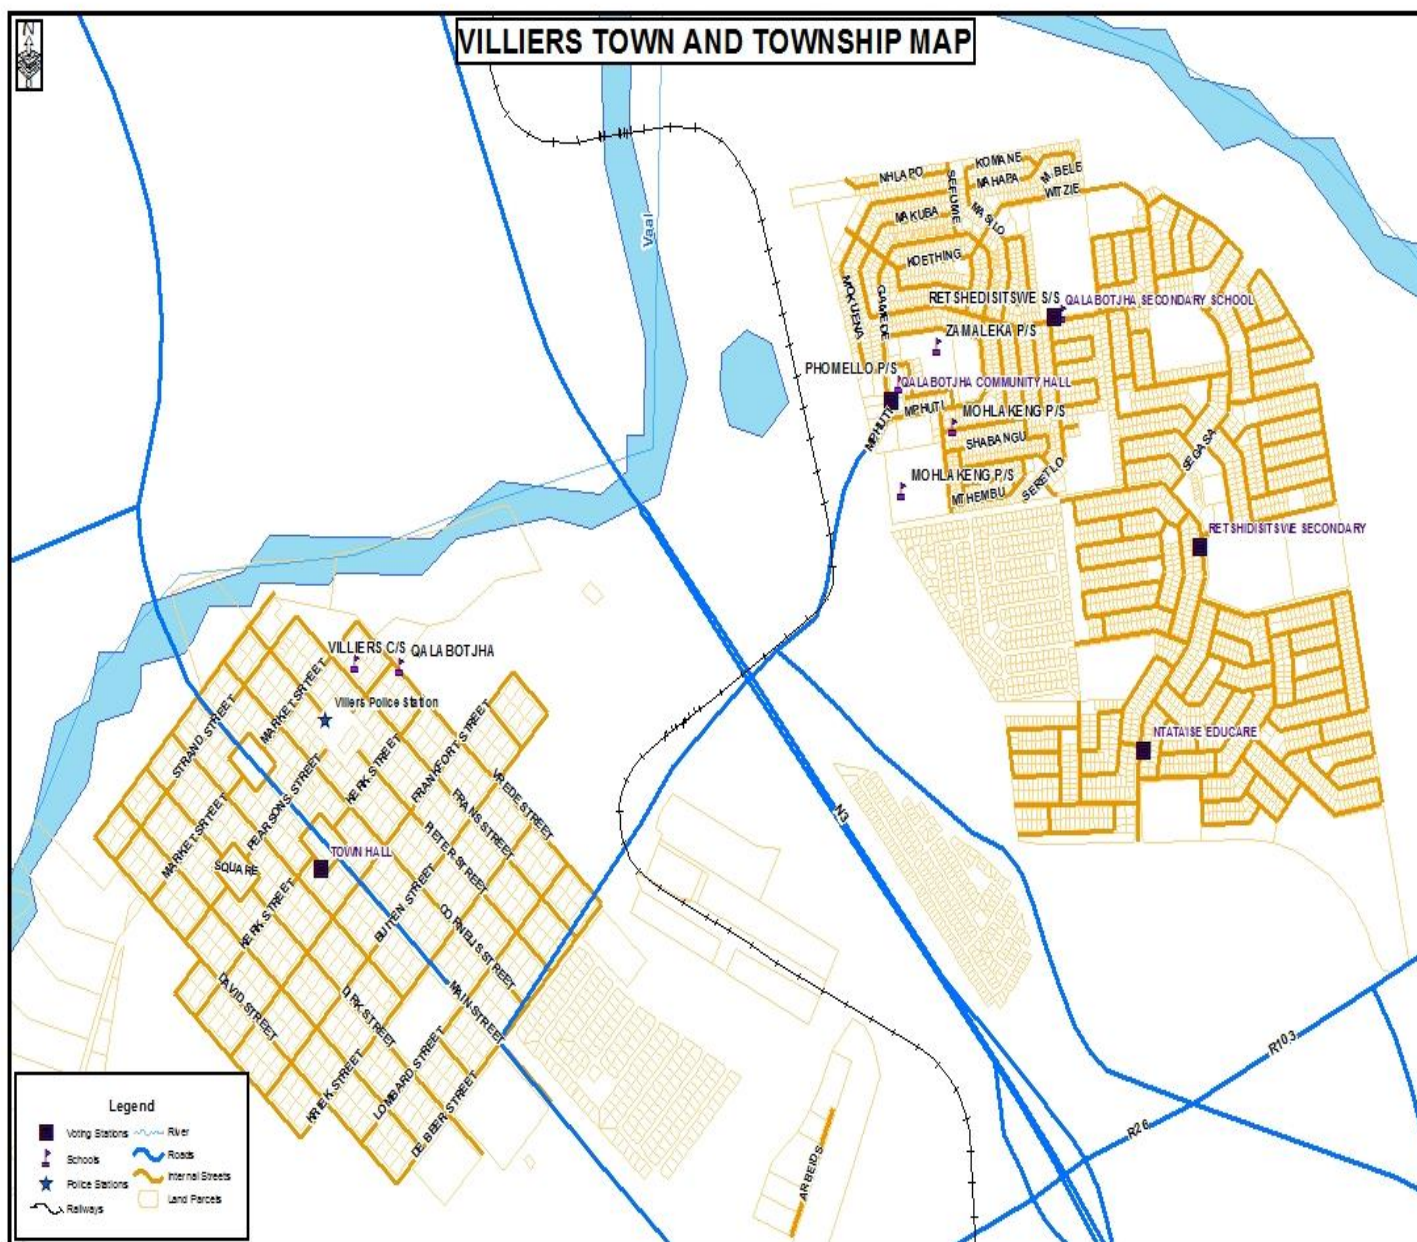 VILLIERS TOWN AND TOWNSHIP MAP
N
Vaal
NHLAPO
KOMANE
MAHAPA
M.BELE
WITZIE
SEFUME
MASILO
MAKUBA
KOETHING
MOKUENA
GAMEDE
RETSHEDISITSWE S/S
QALABOTJHA SECONDARY SCHOOL
ZAMALEKA P/S
PHOMELLO P/S
QALABOTJHA COMMUNITY HALL
MPHUTI
MPHUTI
MOHLAKENG P/S
SHABANGU
SEGASA
MOHLAKENG P/S
MTHEMBU
SERETLO
RETSHIDISITSWE SECONDARY
NTATAISE EDUCARE
VILLIERS C/S
QALABOTJHA
Villers Police Station
STRAND STREET
MARKET SRTEET
MARKET SRTEET
PEARSONS STREET
KERK STREET
FRANKFORT STREET
VREDE STREET
FRANS STREET
PIETER STREET
SQUARE
TOWN HALL
KERK STREET
BUITEN STREET
CORNELIS STREET
DAVID STREET
DIRK STREET
MAIN STREET
KRIEK STREET
LOMBARD STREET
DE BEER STREET
N3
R103
R26
ARBEIDS
Legend
Voting Stations
River
Schools
Roads
Police Stations
Internal Streets
Railways
Land Parcels